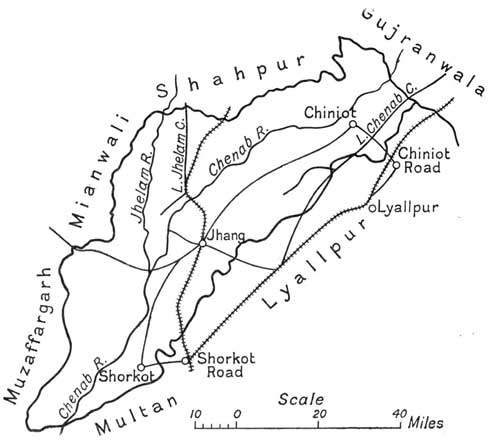 Gujranwala
Shahpur
Mianwali
Muzaffargarh
Lyallpur
Multan
Jhelam R.
L. Jhelam C.
Chenab R.
L. Chenab C.
Chiniot
Chiniot
Road
Lyallpur
Jhang
Chenab R.
Shorkot
Shorkot
Road
Scale
10 0 20 40 Miles